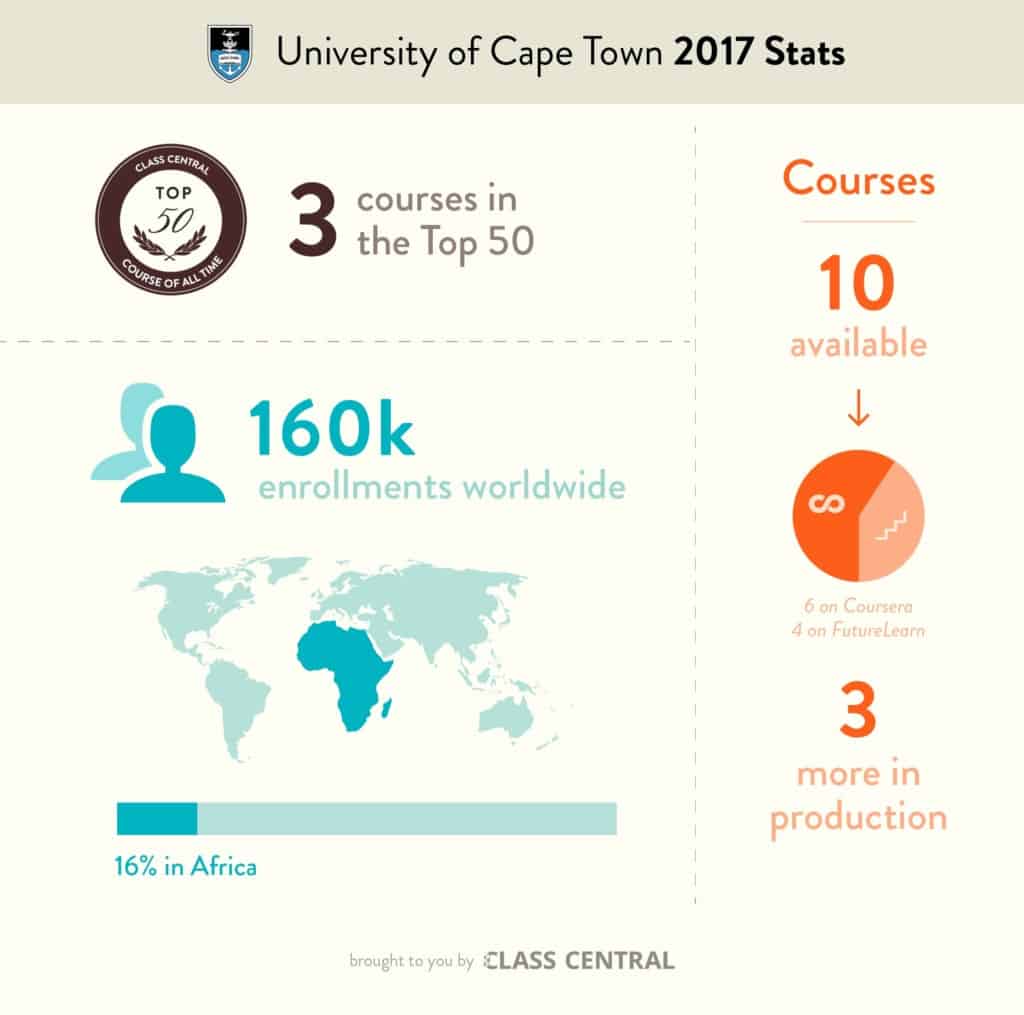 University of Cape Town 2017 Stats
CLASS CENTRAL
TOP
50
COURSE OF ALL TIME
3
courses in
the Top 50
160k
enrollments worldwide
16% in Africa
Courses
10
available
6 on Coursera
4 on FutureLearn
3
more in
production
brought to you by CLASS CENTRAL